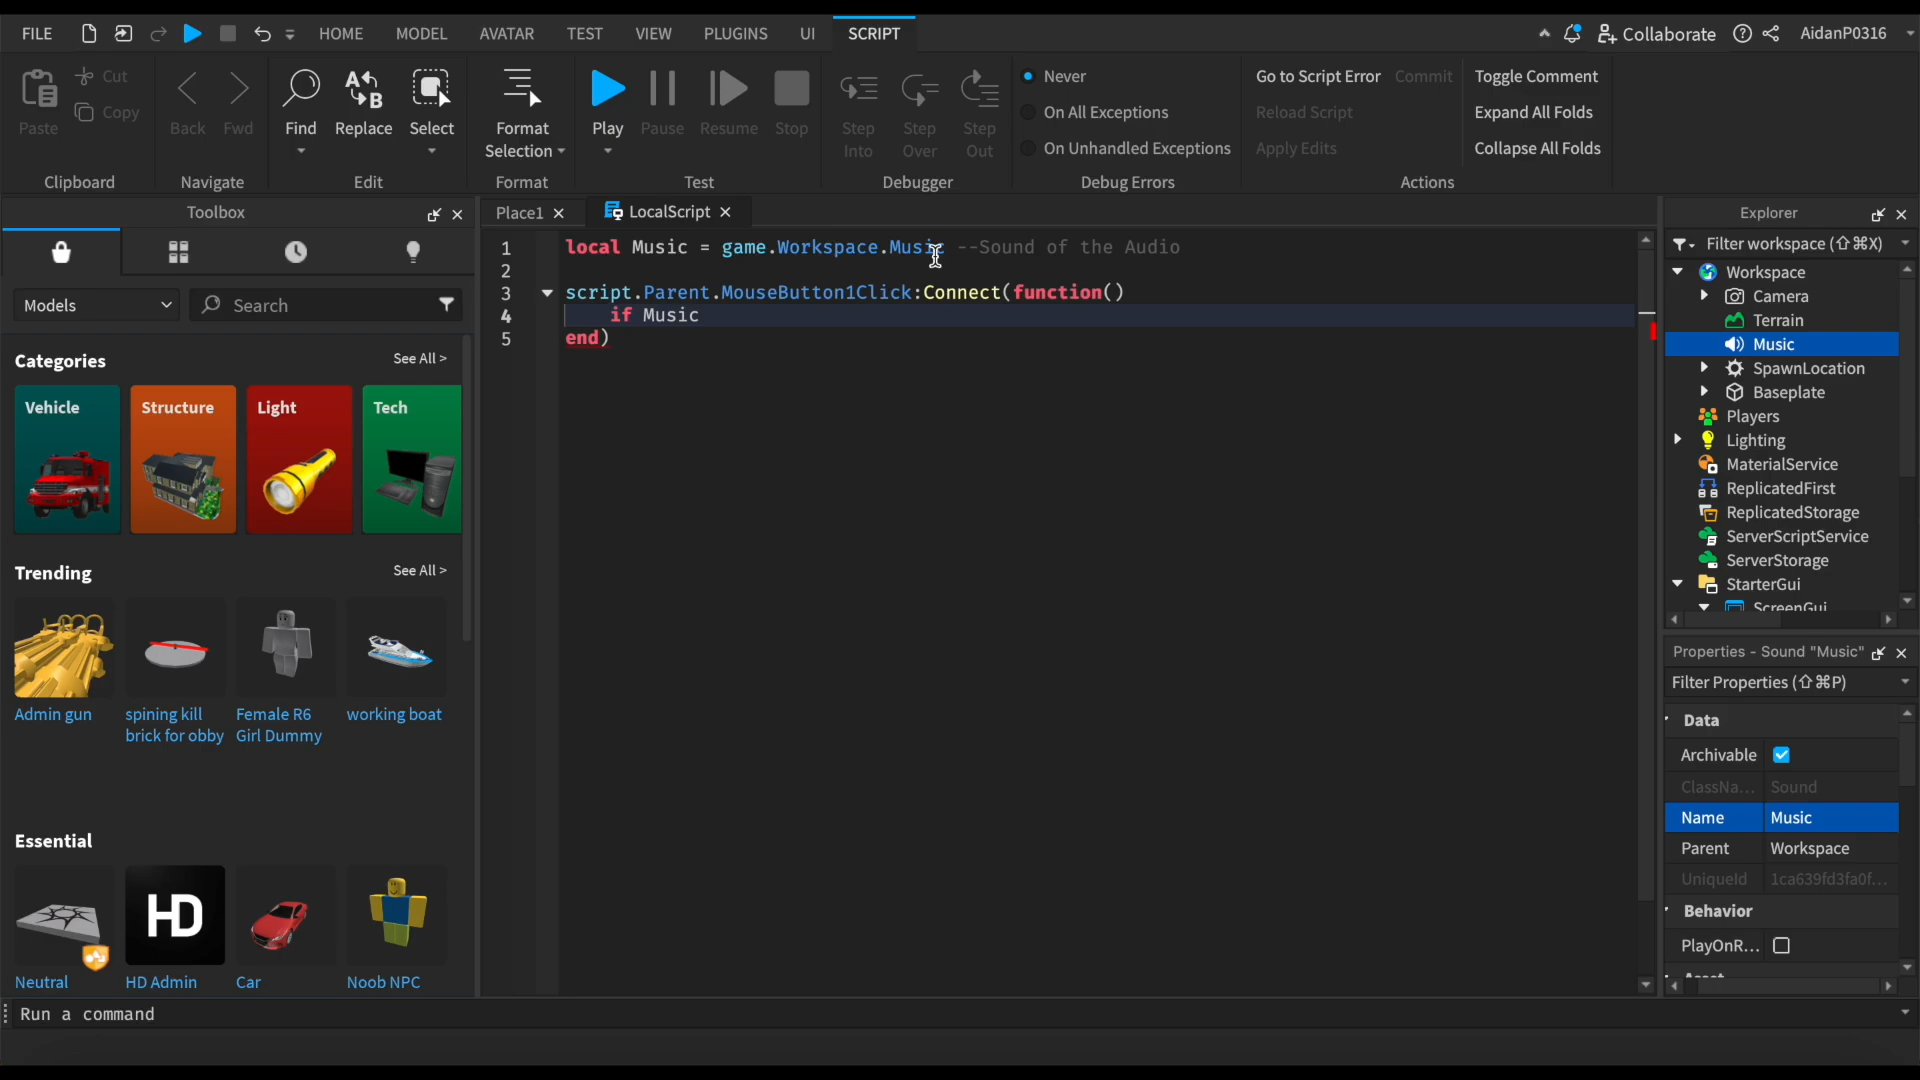 FILE
HOME
MODEL
AVATAR
TEST
VIEW
PLUGINS
UI
SCRIPT
Collaborate
AidanP0316
Paste
Cut
Copy
Clipboard
Back
Fwd
Navigate
Find
Replace
Select
Edit
Format
Selection
Format
Play
Pause
Resume
Stop
Test
Step
Into
Step
Over
Step
Out
Debugger
Never
On All Exceptions
On Unhandled Exceptions
Debug Errors
Go to Script Error
Commit
Reload Script
Apply Edits
Toggle Comment
Expand All Folds
Collapse All Folds
Actions
Toolbox
Models
Search
Categories
See All >
Vehicle
Structure
Light
Tech
Trending
See All >
Admin gun
spining kill
brick for obby
Female R6
Girl Dummy
working boat
Essential
HD
Neutral
HD Admin
Car
Noob NPC
Place1
LocalScript
1 local Music = game.Workspace.Music --Sound of the Audio
2
3 script.Parent.MouseButton1Click:Connect(function()
4 if Music
5 end)
Explorer
Filter workspace (⇧⌘X)
Workspace
Camera
Terrain
Music
SpawnLocation
Baseplate
Players
Lighting
MaterialService
ReplicatedFirst
ReplicatedStorage
ServerScriptService
ServerStorage
StarterGui
ScreenGui
Properties - Sound "Music"
Filter Properties (⇧⌘P)
Data
Archivable
ClassNa... Sound
Name Music
Parent Workspace
UniqueId 1ca639fd3fa0f...
Behavior
PlayOnR...
Asset
Run a command